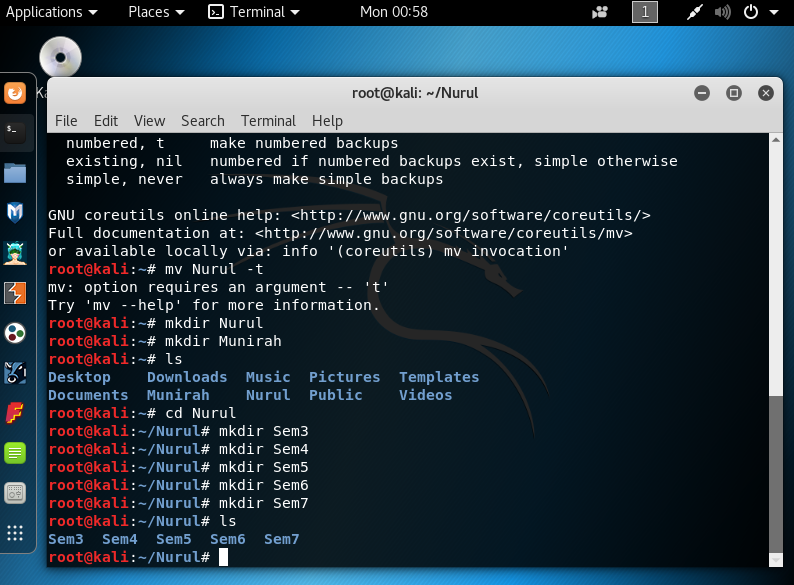 Applications Places Terminal Mon 00:58 1
root@kali: ~/Nurul
File Edit View Search Terminal Help
numbered, t make numbered backups
existing, nil numbered if numbered backups exist, simple otherwise
simple, never always make simple backups
GNU coreutils online help: <http://www.gnu.org/software/coreutils/>
Full documentation at: <http://www.gnu.org/software/coreutils/mv>
or available locally via: info '(coreutils) mv invocation'
root@kali:~# mv Nurul -t
mv: option requires an argument -- 't'
Try 'mv --help' for more information.
root@kali:~# mkdir Nurul
root@kali:~# mkdir Munirah
root@kali:~# ls
Desktop Downloads Music Pictures Templates
Documents Munirah Nurul Public Videos
root@kali:~# cd Nurul
root@kali:~/Nurul# mkdir Sem3
root@kali:~/Nurul# mkdir Sem4
root@kali:~/Nurul# mkdir Sem5
root@kali:~/Nurul# mkdir Sem6
root@kali:~/Nurul# mkdir Sem7
root@kali:~/Nurul# ls
Sem3 Sem4 Sem5 Sem6 Sem7
root@kali:~/Nurul#